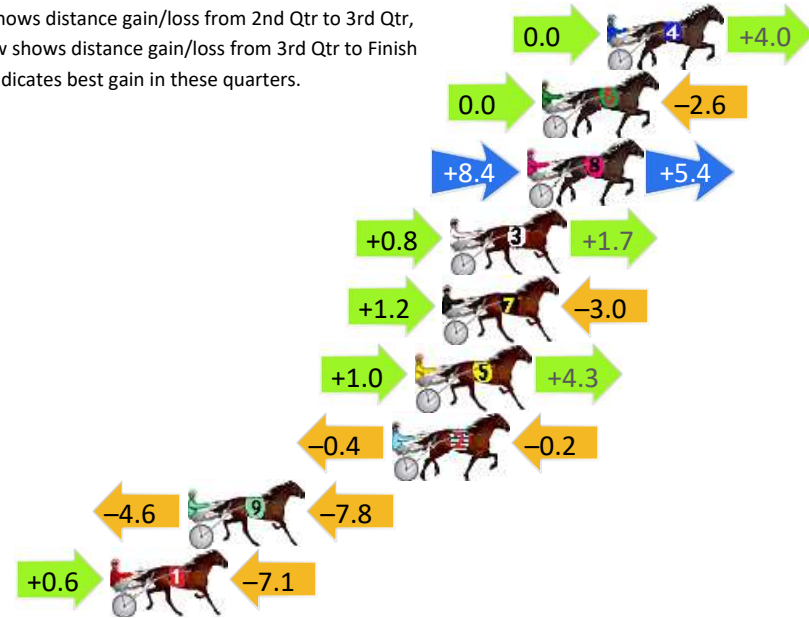 hows distance gain/loss from 2nd Qtr to 3rd Qtr,
w shows distance gain/loss from 3rd Qtr to Finish
dicates best gain in these quarters.
0.0 4 +4.0
0.0 6 –2.6
+8.4 8 +5.4
+0.8 3 +1.7
+1.2 7 –3.0
+1.0 5 +4.3
–0.4 2 –0.2
–4.6 9 –7.8
+0.6 1 –7.1